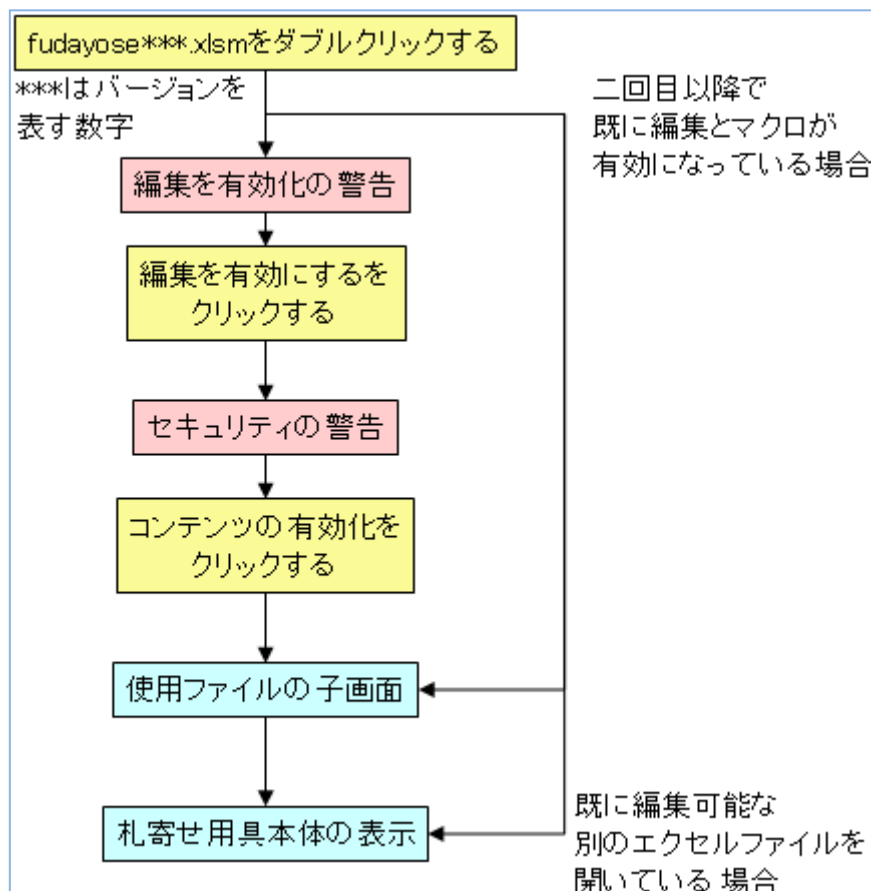 fudayose***.xlsmをダブルクリックする
***はバージョンを
表す数字
二回目以降で
既に編集とマクロが
有効になっている場合
編集を有効化の警告
編集を有効にするを
クリックする
セキュリティの警告
コンテンツの有効化を
クリックする
使用ファイルの子画面
札寄せ用具本体の表示
既に編集可能な
別のエクセルファイルを
開いている場合